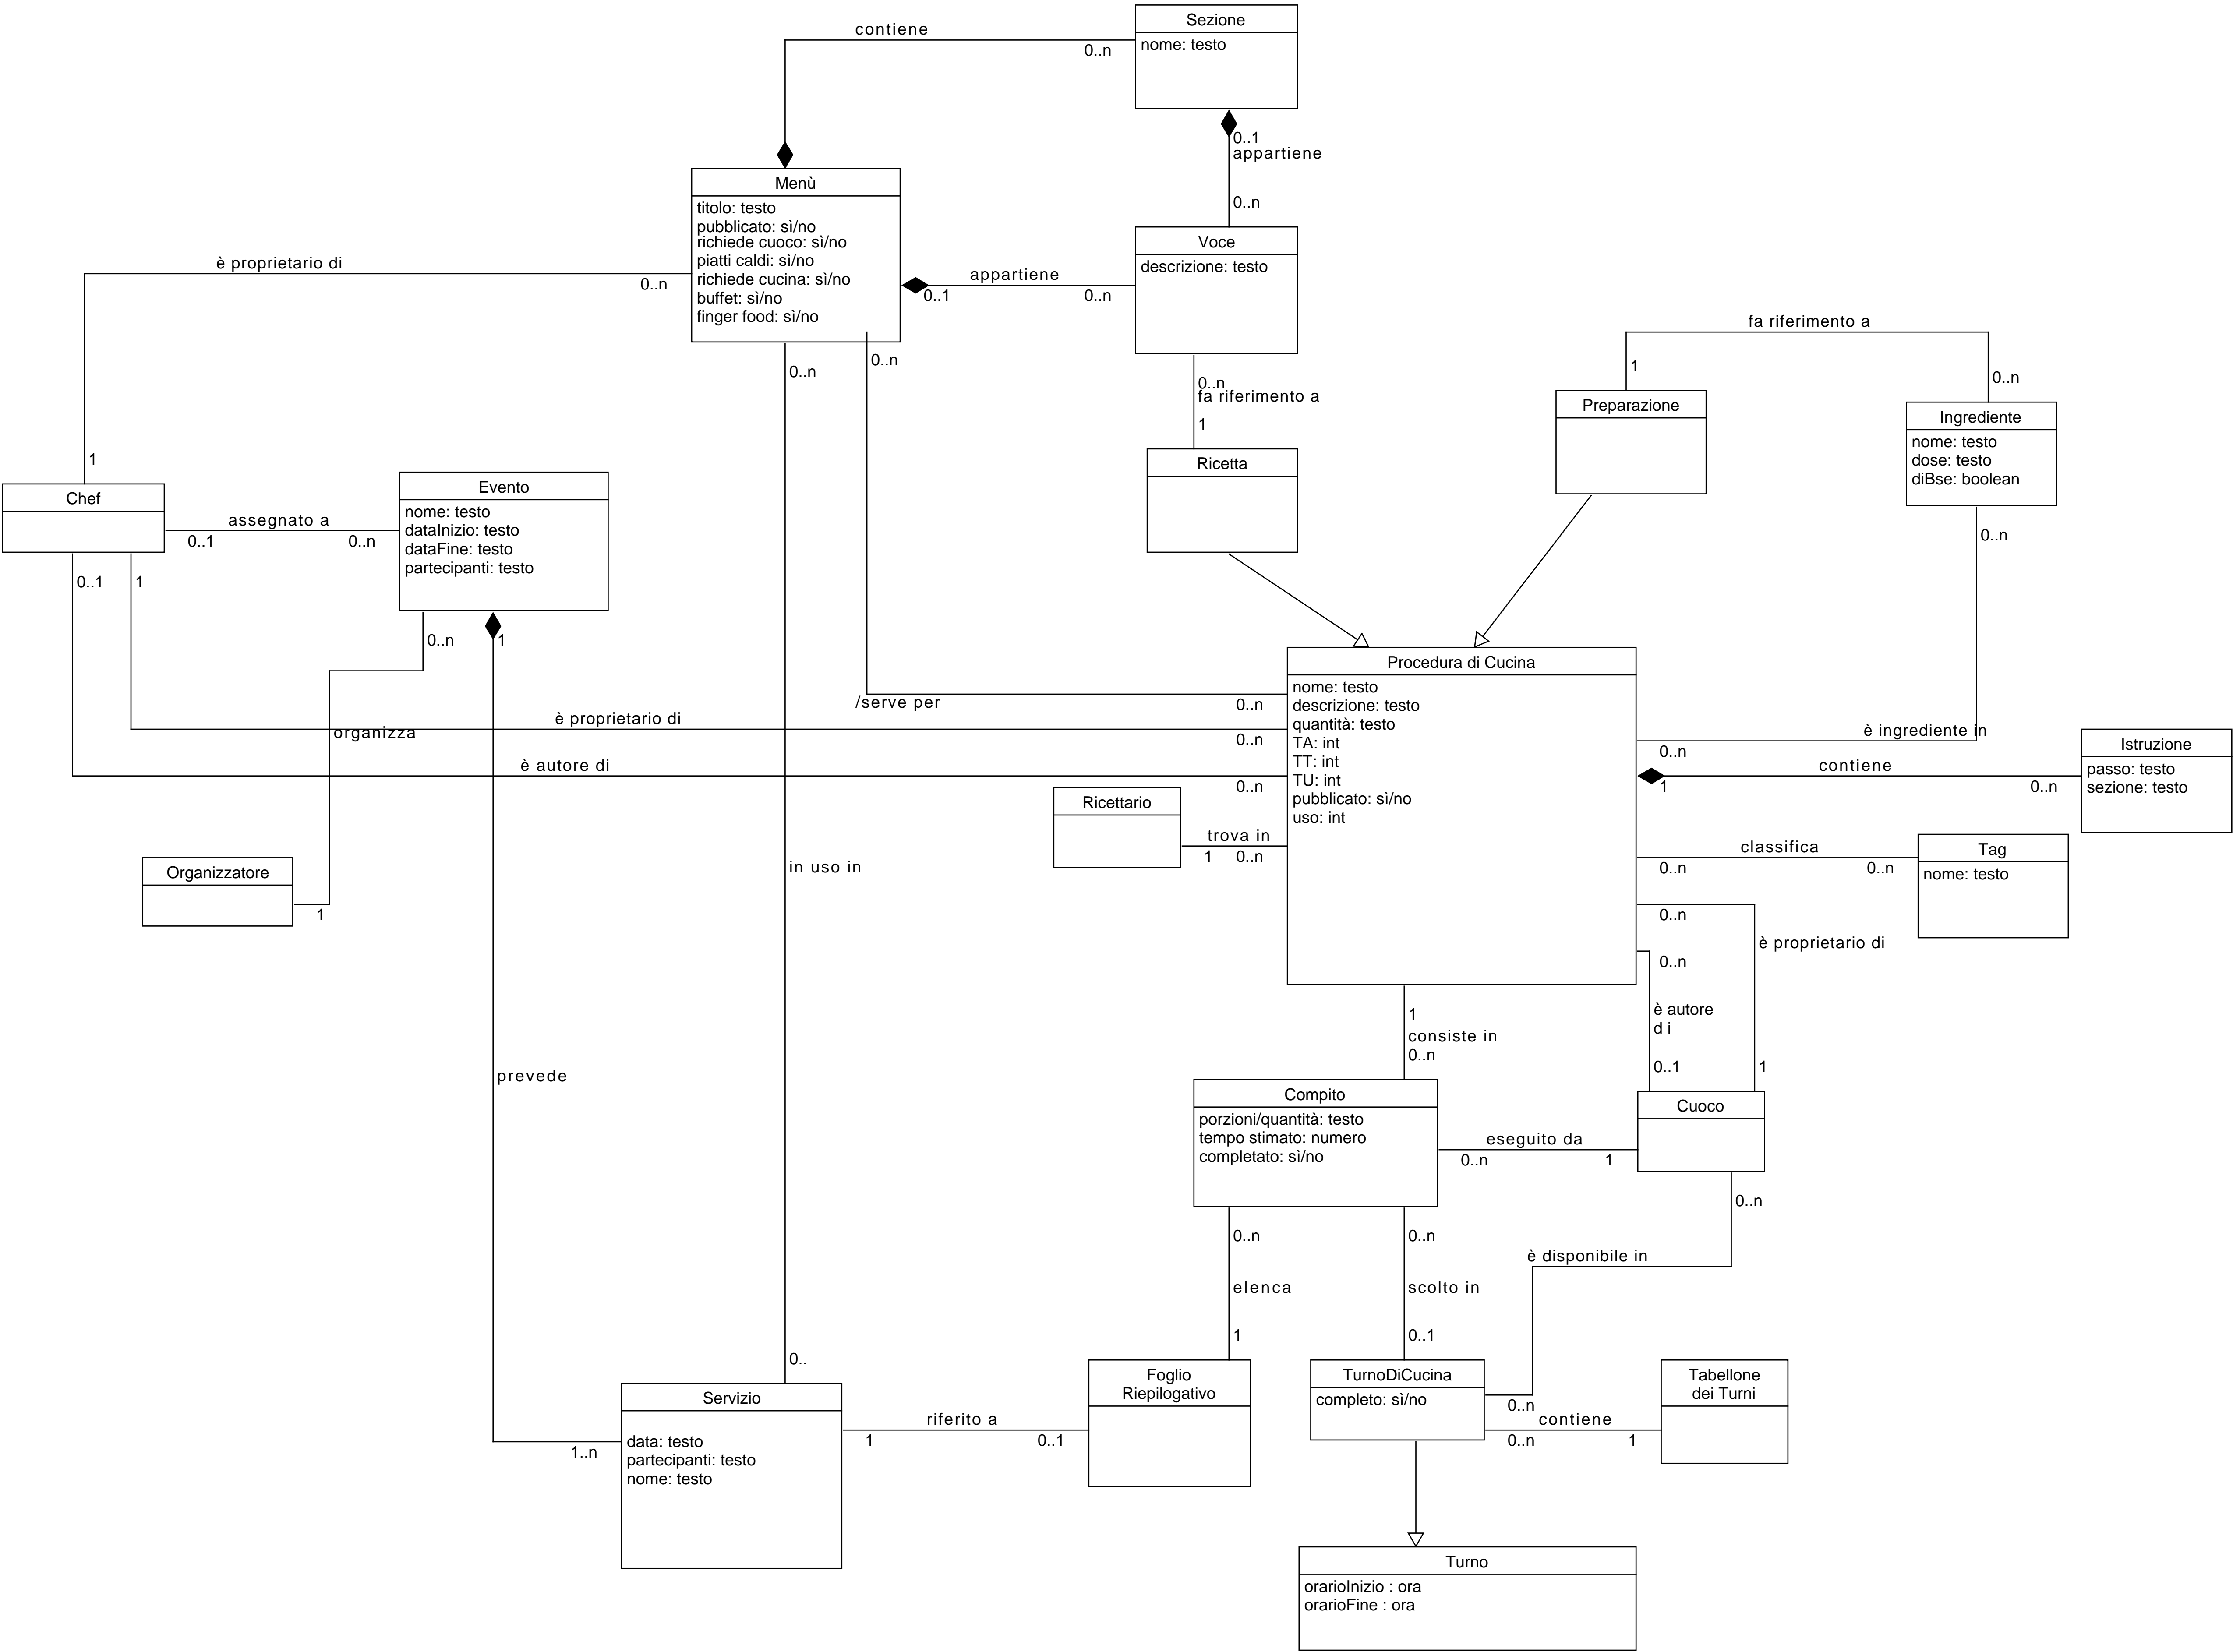 contiene
0..n
Sezione
nome: testo
0..1
appartiene
0..n
Menù
titolo: testo
pubblicato: sì/no
richiede cuoco: sì/no
piatti caldi: sì/no
richiede cucina: sì/no
buffet: sì/no
finger food: sì/no
è proprietario di
0..n
1
appartiene
0..1
0..n
Voce
descrizione: testo
0..n
fa riferimento a
1
Ricetta
fa riferimento a
1
0..n
Preparazione
Ingrediente
nome: testo
dose: testo
diBse: boolean
0..n
0..n
0..n
Chef
assegnato a
0..1
0..n
Evento
nome: testo
dataInizio: testo
dataFine: testo
partecipanti: testo
0..1
1
0..n
1
Procedura di Cucina
nome: testo
descrizione: testo
quantità: testo
TA: int
TT: int
TU: int
pubblicato: sì/no
uso: int
/serve per
0..n
è proprietario di
0..n
organizza
è autore di
0..n
è ingrediente in
0..n
contiene
1
0..n
Istruzione
passo: testo
sezione: testo
Ricettario
trova in
1
0..n
classifica
0..n
0..n
Tag
nome: testo
Organizzatore
1
in uso in
0..n
è proprietario di
0..n
è autore
d i
0..1
1
1
consiste in
0..n
prevede
Compito
porzioni/quantità: testo
tempo stimato: numero
completato: sì/no
eseguito da
0..n
1
Cuoco
0..n
è disponibile in
0..n
0..n
elenca
1
0..n
scolto in
0..1
0..
Servizio
data: testo
partecipanti: testo
nome: testo
1..n
riferito a
1
0..1
Foglio
Riepilogativo
TurnoDiCucina
completo: sì/no
contiene
0..n
1
Tabellone
dei Turni
Turno
orarioInizio : ora
orarioFine : ora